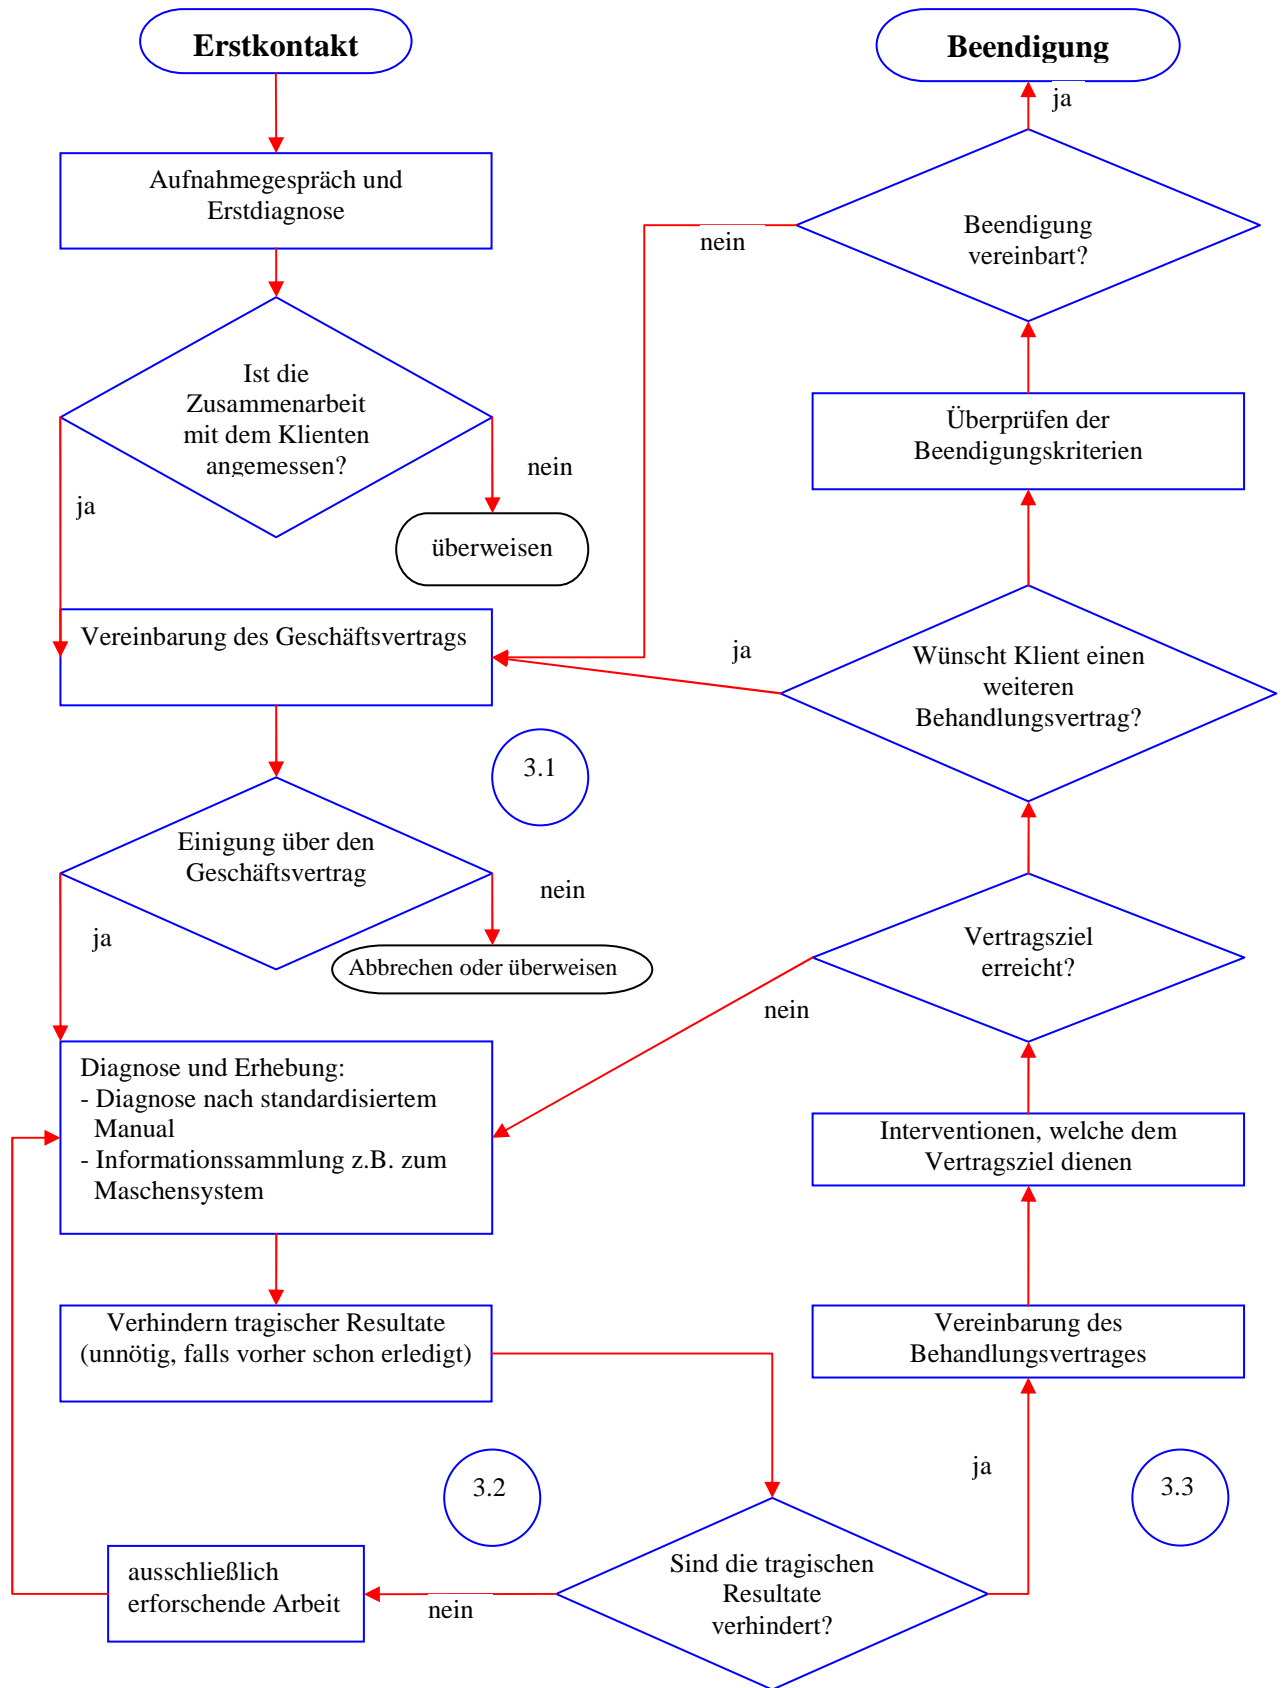 Erstkontakt
Aufnahmegespräch und
Erstdiagnose
Ist die
Zusammenarbeit
mit dem Klienten
angemessen?
ja
nein
überweisen
Vereinbarung des Geschäftsvertrags
3.1
Einigung über den
Geschäftsvertrag
ja
nein
Abbrechen oder überweisen
Diagnose und Erhebung:
- Diagnose nach standardisiertem
Manual
- Informationssammlung z.B. zum
Maschensystem
Verhindern tragischer Resultate
(unnötig, falls vorher schon erledigt)
3.2
ausschließlich
erforschende Arbeit
nein
Sind die tragischen
Resultate
verhindert?
ja
3.3
Vereinbarung des
Behandlungsvertrages
Interventionen, welche dem
Vertragsziel dienen
Vertragsziel
erreicht?
nein
Wünscht Klient einen
weiteren
Behandlungsvertrag?
ja
Überprüfen der
Beendigungskriterien
Beendigung
vereinbart?
nein
ja
Beendigung